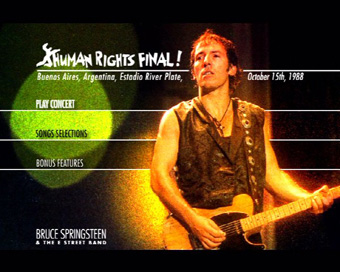 HUMAN RIGHTS FINAL!
Buenos Aires, Argentina, Estadio River Plate, October 15th, 1988
PLAY CONCERT
SONGS SELECTIONS
BONUS FEATURES
BRUCE SPRINGSTEEN
& THE E STREET BAND